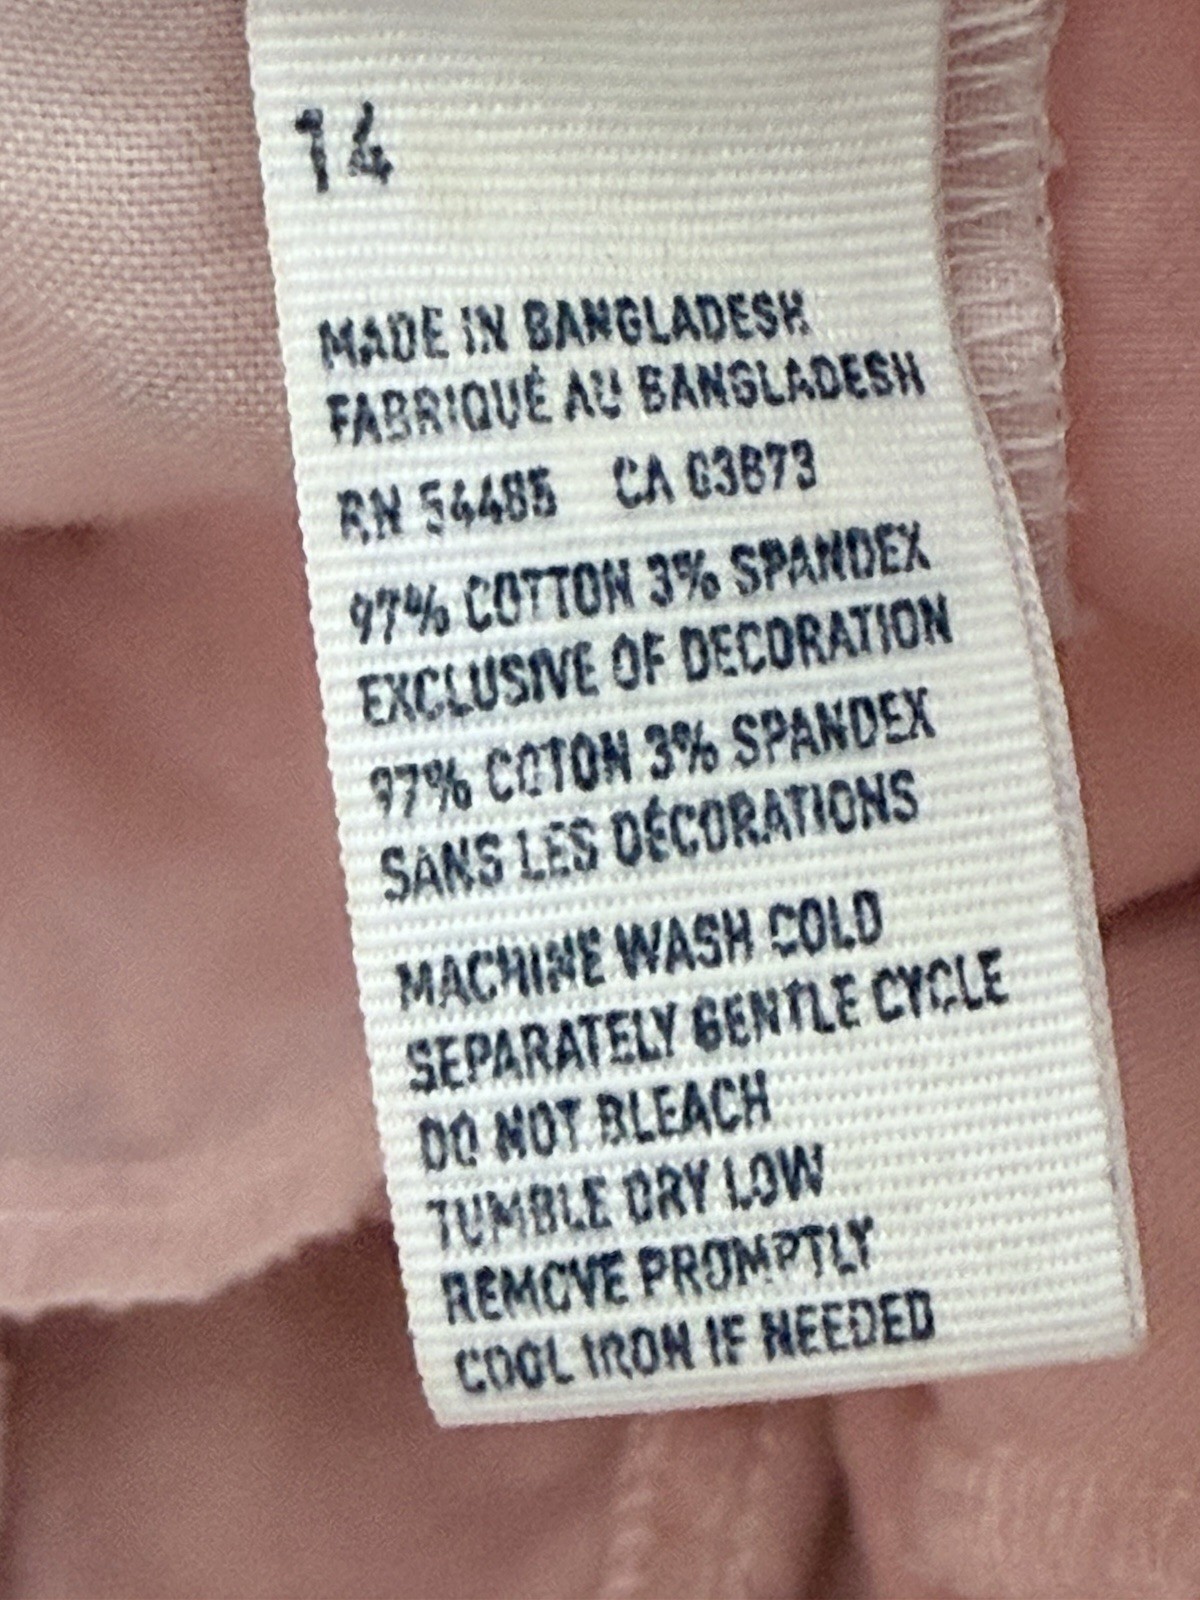 14
MADE IN BANGLADESH
FABRIQUÉ AU BANGLADESH
RN 54485 CA 03873
97% COTTON 3% SPANDEX
EXCLUSIVE OF DECORATION
97% COTON 3% SPANDEX
SANS LES DÉCORATIONS
MACHINE WASH COLD
SEPARATELY GENTLE CYCLE
DO NOT BLEACH
TUMBLE DRY LOW
REMOVE PROMPTLY
COOL IRON IF NEEDED